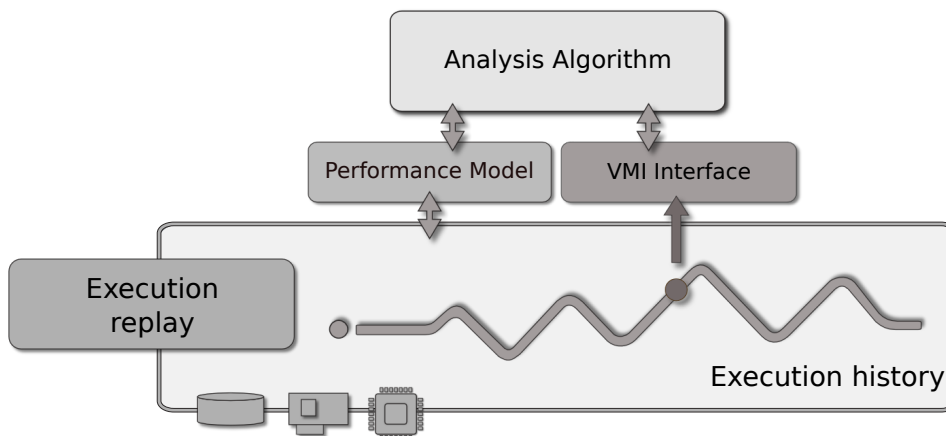 Analysis Algorithm
Performance Model
VMI Interface
Execution
replay
Execution history